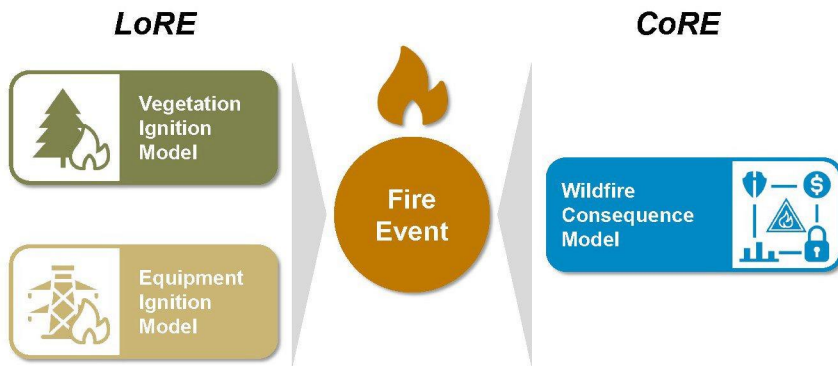 LoRE
CoRE
Vegetation
Ignition
Model
Fire
Event
Wildfire
Consequence
Model
$
Equipment
Ignition
Model